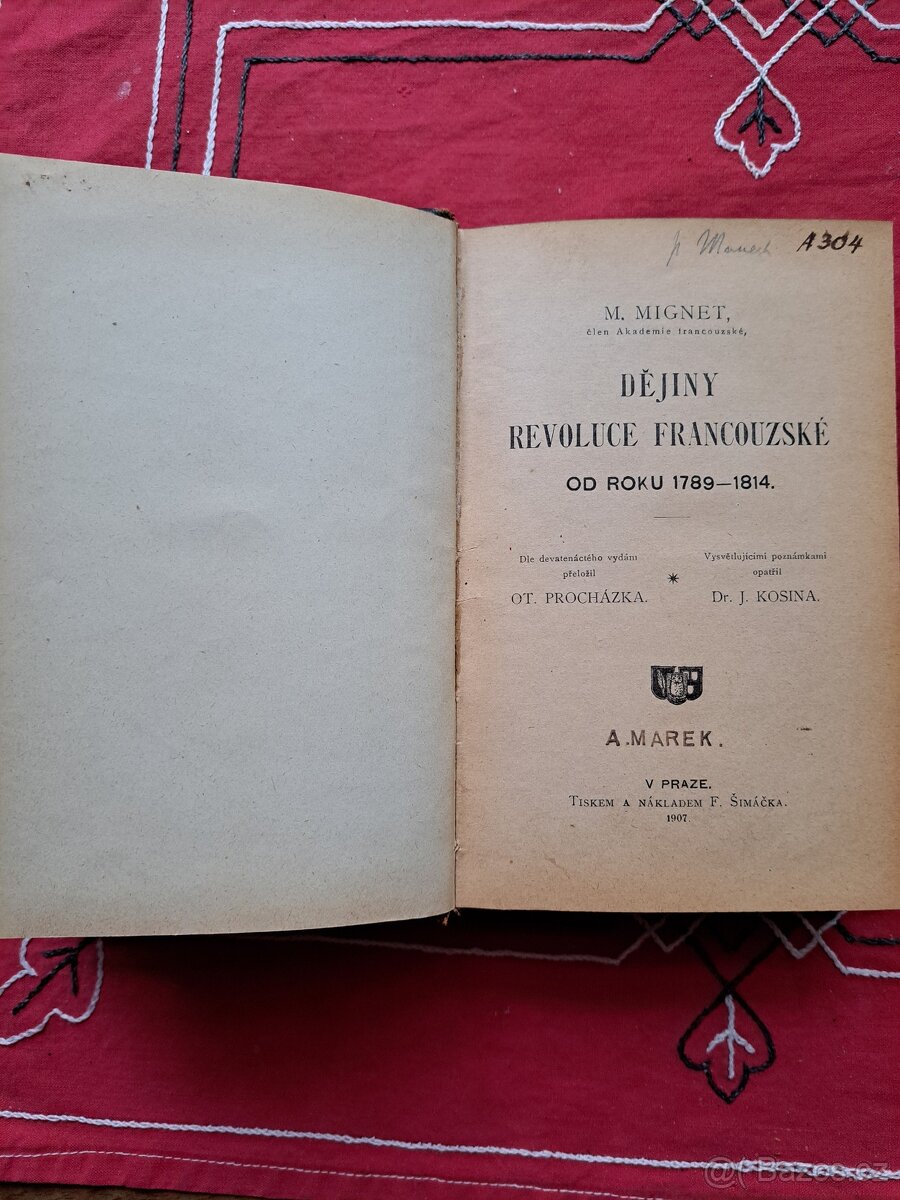 A304
M. MIGNET,
člen Akademie francouzské,
DĚJINY
REVOLUCE FRANCOUZSKÉ
OD ROKU 1789—1814.
Dle devatenáctého vydání
přeložil
OT. PROCHÁZKA.
Vysvětlujícími poznámkami
opatřil
Dr. J. KOSINA.
A.MAREK.
V PRAZE.
TISKEM A NÁKLADEM F. ŠIMÁČKA.
1907.
Bazos.cz